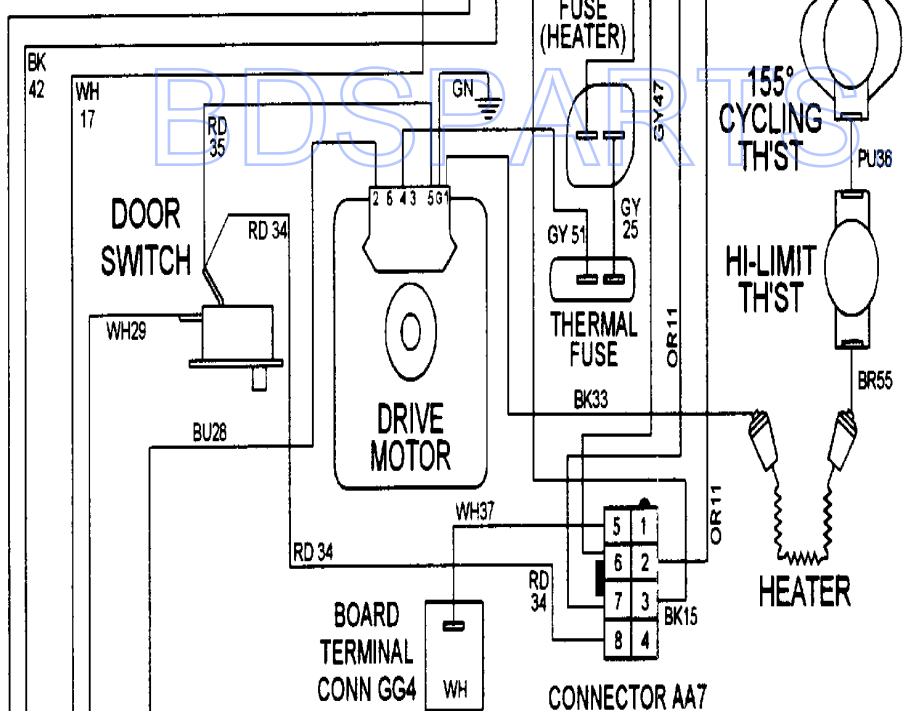 FUSE
(HEATER)
BK
42
WH
17
BDSPARTS
RD
35
GN
GY47
155°
CYCLING
TH'ST
PU36
2 6 4 3 5 G 1
DOOR
SWITCH
RD 34
GY 51
GY
25
HI-LIMIT
TH'ST
WH29
THERMAL
FUSE
OR11
BR55
BK33
DRIVE
MOTOR
BU28
WH37
OR11
5 1
6 2
7 3
8 4
RD 34
RD
34
BK15
HEATER
BOARD
TERMINAL
CONN GG4
WH
CONNECTOR AA7